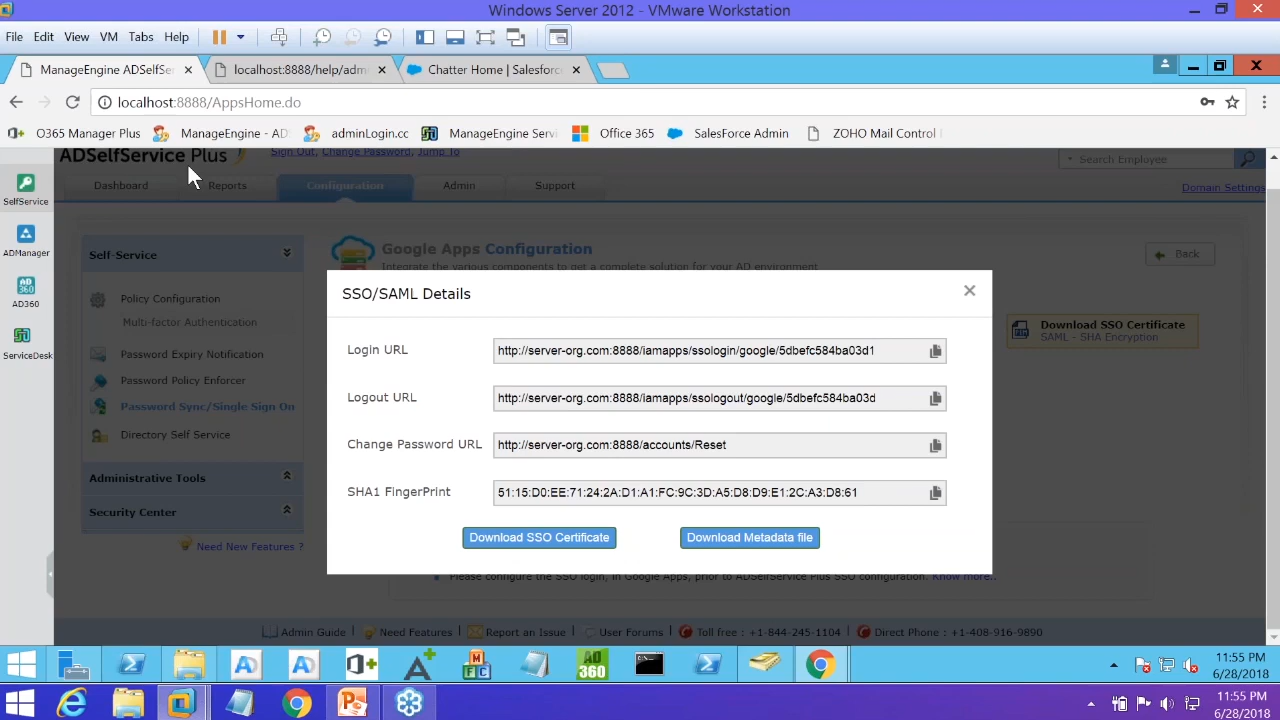 Windows Server 2012 - VMware Workstation
File Edit View VM Tabs Help
ManageEngine ADSelfSer
localhost:8888/help/adm
Chatter Home | Salesforc
localhost:8888/AppsHome.do
O365 Manager Plus
ManageEngine - AD
adminLogin.cc
ManageEngine Servi
Office 365
SalesForce Admin
ZOHO Mail Control
ADSelfService Plus
Sign Out, Change Password, Jump To
Search Employee
SelfService
ADManager
AD360
ServiceDesk
Dashboard
Reports
Configuration
Admin
Support
Domain Settings
Self-Service
Policy Configuration
Multi-factor Authentication
Password Expiry Notification
Password Policy Enforcer
Password Sync/Single Sign On
Directory Self Service
Administrative Tools
Security Center
Need New Features ?
Google Apps Configuration
Integrate the various components to get a complete solution for your AD environment
Back
Download SSO Certificate
SAML - SHA Encryption
SSO/SAML Details
Login URL
http://server-org.com:8888/iamapps/ssologin/google/5dbefc584ba03d1
Logout URL
http://server-org.com:8888/iamapps/ssologout/google/5dbefc584ba03d
Change Password URL
http://server-org.com:8888/accounts/Reset
SHA1 FingerPrint
51:15:D0:EE:71:24:2A:D1:A1:FC:9C:3D:A5:D8:D9:E1:2C:A3:D8:61
Download SSO Certificate
Download Metadata file
Please configure the SSO login, in Google Apps, prior to ADSelfService Plus SSO configuration. Know more..
Admin Guide | Need Features | Report an Issue | User Forums | Toll free : +1-844-245-1104 | Direct Phone : +1-408-916-9890
AD
360
11:55 PM
6/28/2018
11:55 PM
6/28/2018